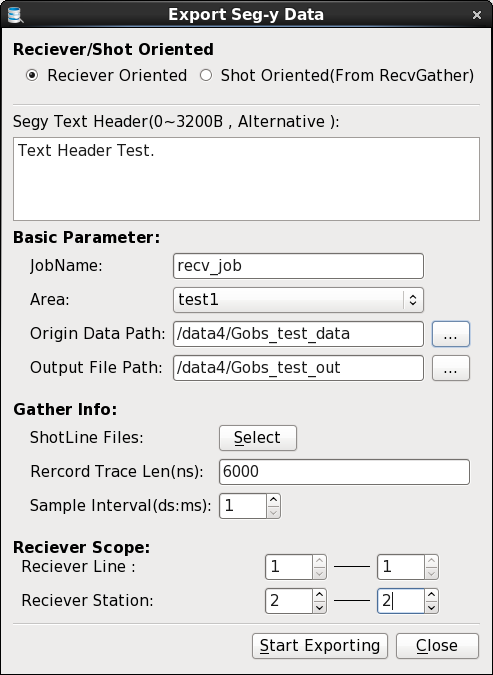 Export Seg-y Data
Reciever/Shot Oriented
Reciever Oriented Shot Oriented(From RecvGather)
Segy Text Header(0~3200B , Alternative ):
Text Header Test.
Basic Parameter:
JobName: recv_job
Area: test1
Origin Data Path: /data4/Gobs_test_data ...
Output File Path: /data4/Gobs_test_out ...
Gather Info:
ShotLine Files: Select
Rercord Trace Len(ns): 6000
Sample Interval(ds:ms): 1
Reciever Scope:
Reciever Line : 1 1
Reciever Station: 2 2
Start Exporting Close